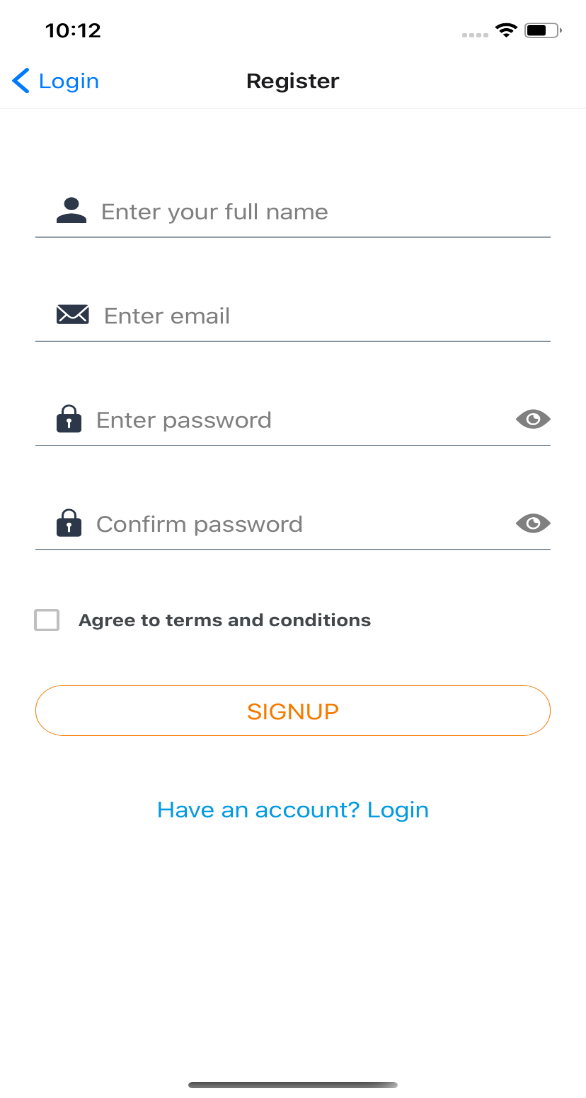 10:12
Login
Register
Enter your full name
Enter email
Enter password
Confirm password
Agree to terms and conditions
SIGNUP
Have an account? Login